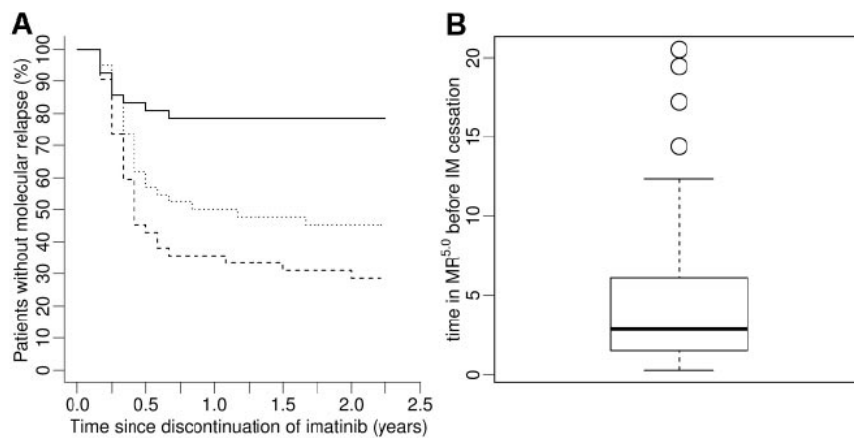 A
Patients without molecular relapse (%)
100
90
80
70
60
50
40
30
20
10
0
0.0 0.5 1.0 1.5 2.0 2.5
Time since discontinuation of imatinib (years)
B
time in MR5.0 before IM cessation
20
15
10
5
0